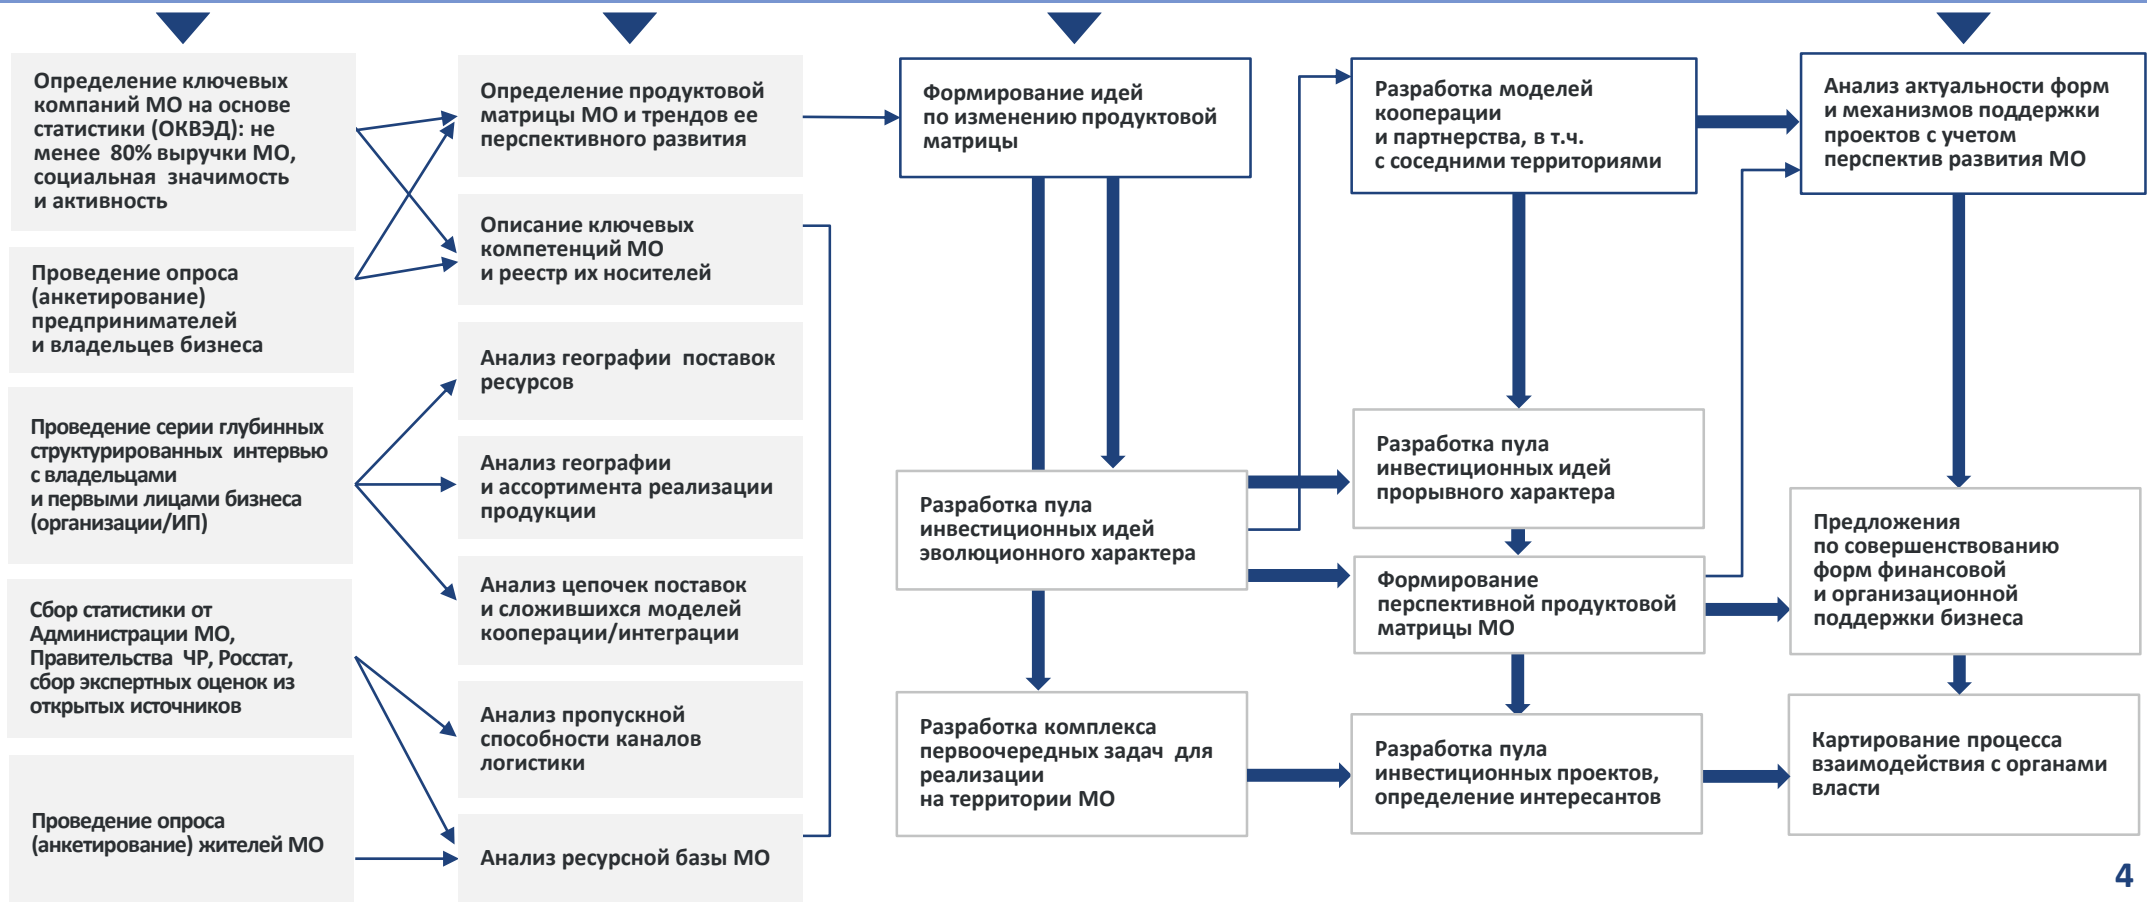 Определение ключевых
компаний МО на основе
статистики (ОКВЭД): не
менее 80% выручки МО,
социальная значимость
и активность
Проведение опроса
(анкетирование)
предпринимателей
и владельцев бизнеса
Проведение серии глубинных
структурированных интервью
с владельцами
и первыми лицами бизнеса
(организации/ИП)
Сбор статистики от
Администрации МО,
Правительства ЧР, Росстат,
сбор экспертных оценок из
открытых источников
Проведение опроса
(анкетирование) жителей МО
Определение продуктовой
матрицы МО и трендов ее
перспективного развития
Описание ключевых
компетенций МО
и реестр их носителей
Анализ географии поставок
ресурсов
Анализ географии
и ассортимента реализации
продукции
Анализ цепочек поставок
и сложившихся моделей
кооперации/интеграции
Анализ пропускной
способности каналов
логистики
Анализ ресурсной базы МО
Формирование идей
по изменению продуктовой
матрицы
Разработка пула
инвестиционных идей
эволюционного характера
Разработка комплекса
первоочередных задач для
реализации
на территории МО
Разработка моделей
кооперации
и партнерства, в т.ч.
с соседними территориями
Разработка пула
инвестиционных идей
прорывного характера
Формирование
перспективной продуктовой
матрицы МО
Разработка пула
инвестиционных проектов,
определение интересантов
Анализ актуальности форм
и механизмов поддержки
проектов с учетом
перспектив развития МО
Предложения
по совершенствованию
форм финансовой
и организационной
поддержки бизнеса
Картирование процесса
взаимодействия с органами
власти
4